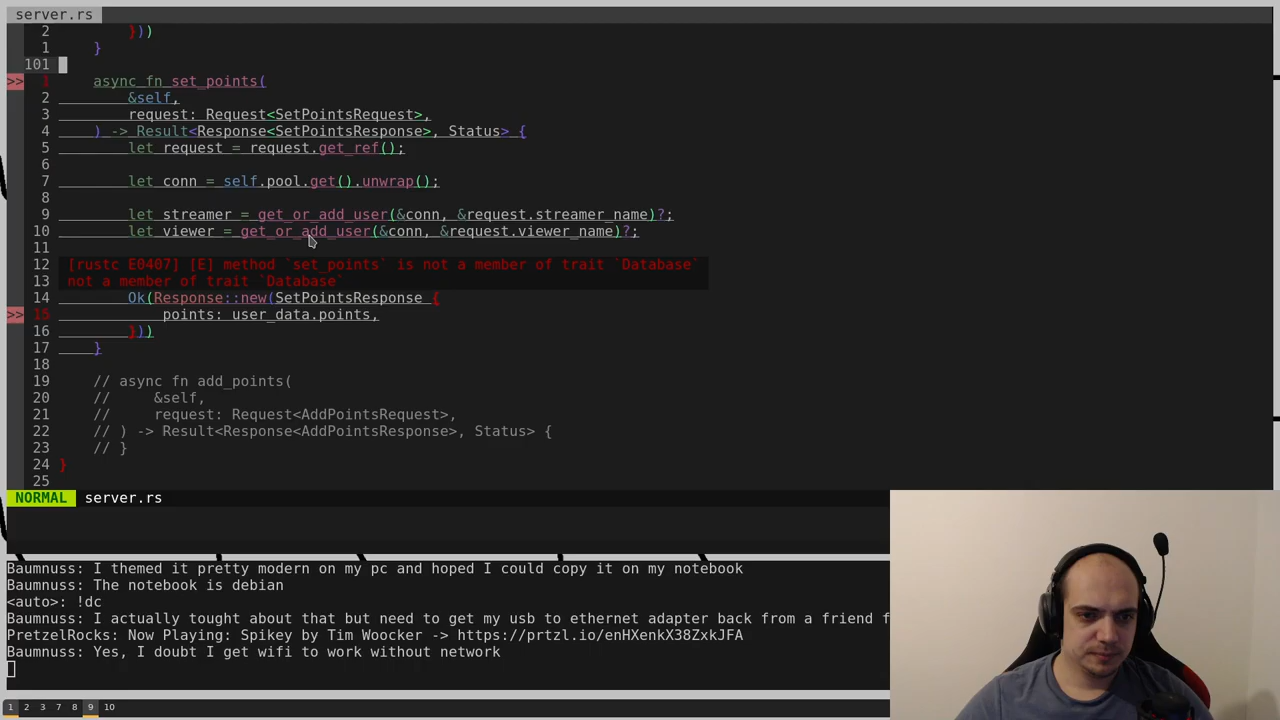 server.rs
2         }))
1     }
101
>> 1     async fn set_points(
2         &self,
3         request: Request<SetPointsRequest>,
4     ) -> Result<Response<SetPointsResponse>, Status> {
5         let request = request.get_ref();
6
7         let conn = self.pool.get().unwrap();
8
9         let streamer = get_or_add_user(&conn, &request.streamer_name)?;
10         let viewer = get_or_add_user(&conn, &request.viewer_name)?;
11
12 [rustc E0407] [E] method `set_points` is not a member of trait `Database`
13 not a member of trait `Database`
14         Ok(Response::new(SetPointsResponse {
>> 15             points: user_data.points,
16         }))
17     }
18
19     // async fn add_points(
20     //     &self,
21     //     request: Request<AddPointsRequest>,
22     // ) -> Result<Response<AddPointsResponse>, Status> {
23     // }
24 }
25
NORMAL server.rs
Baumnuss: I themed it pretty modern on my pc and hoped I could copy it on my notebook
Baumnuss: The notebook is debian
<auto>: !dc
Baumnuss: I actually tought about that but need to get my usb to ethernet adapter back from a friend f
PretzelRocks: Now Playing: Spikey by Tim Woocker -> https://prtzl.io/enHXenkX38ZxkJFA
Baumnuss: Yes, I doubt I get wifi to work without network
1 2 3 7 8 9 10